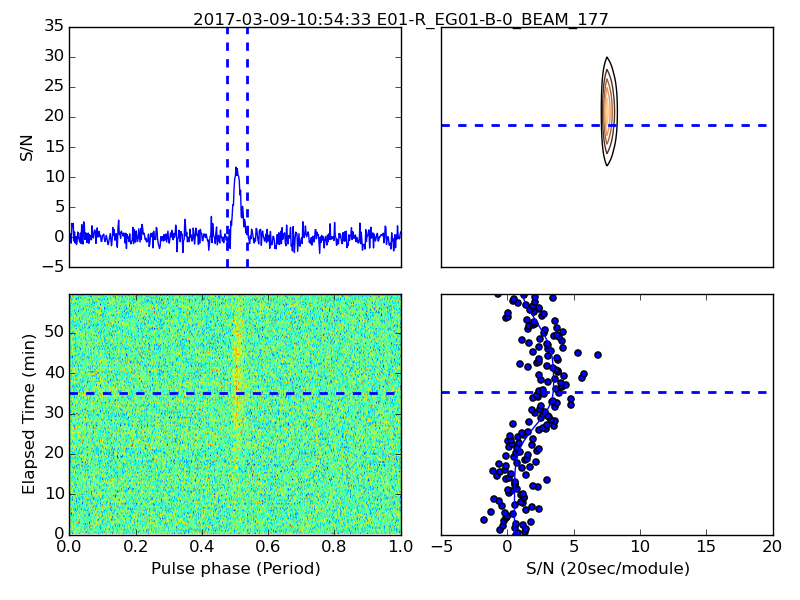 2017-03-09-10:54:33 E01-R_EG01-B-0_BEAM_177
35
30
25
20
15
10
5
0
−5
S/N
50
40
30
20
10
0
Elapsed Time (min)
0.0 0.2 0.4 0.6 0.8 1.0
Pulse phase (Period)
−5 0 5 10 15 20
S/N (20sec/module)